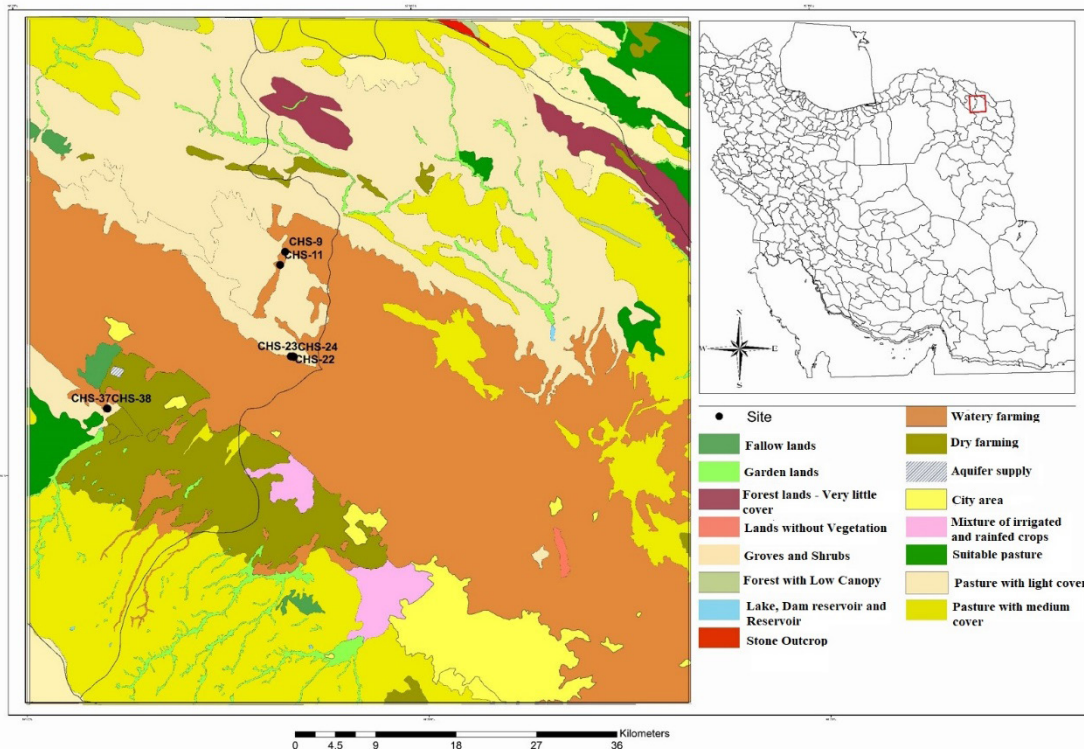 CHS-9
CHS-11
CHS-23CHS-24
CHS-22
CHS-37CHS-38
N
W E
S
Site
Fallow lands
Garden lands
Forest lands - Very little
cover
Lands without Vegetation
Groves and Shrubs
Forest with Low Canopy
Lake, Dam reservoir and
Reservoir
Stone Outcrop
Watery farming
Dry farming
Aquifer supply
City area
Mixture of irrigated
and rainfed crops
Suitable pasture
Pasture with light cover
Pasture with medium
cover
Kilometers
0 4.5 9 18 27 36